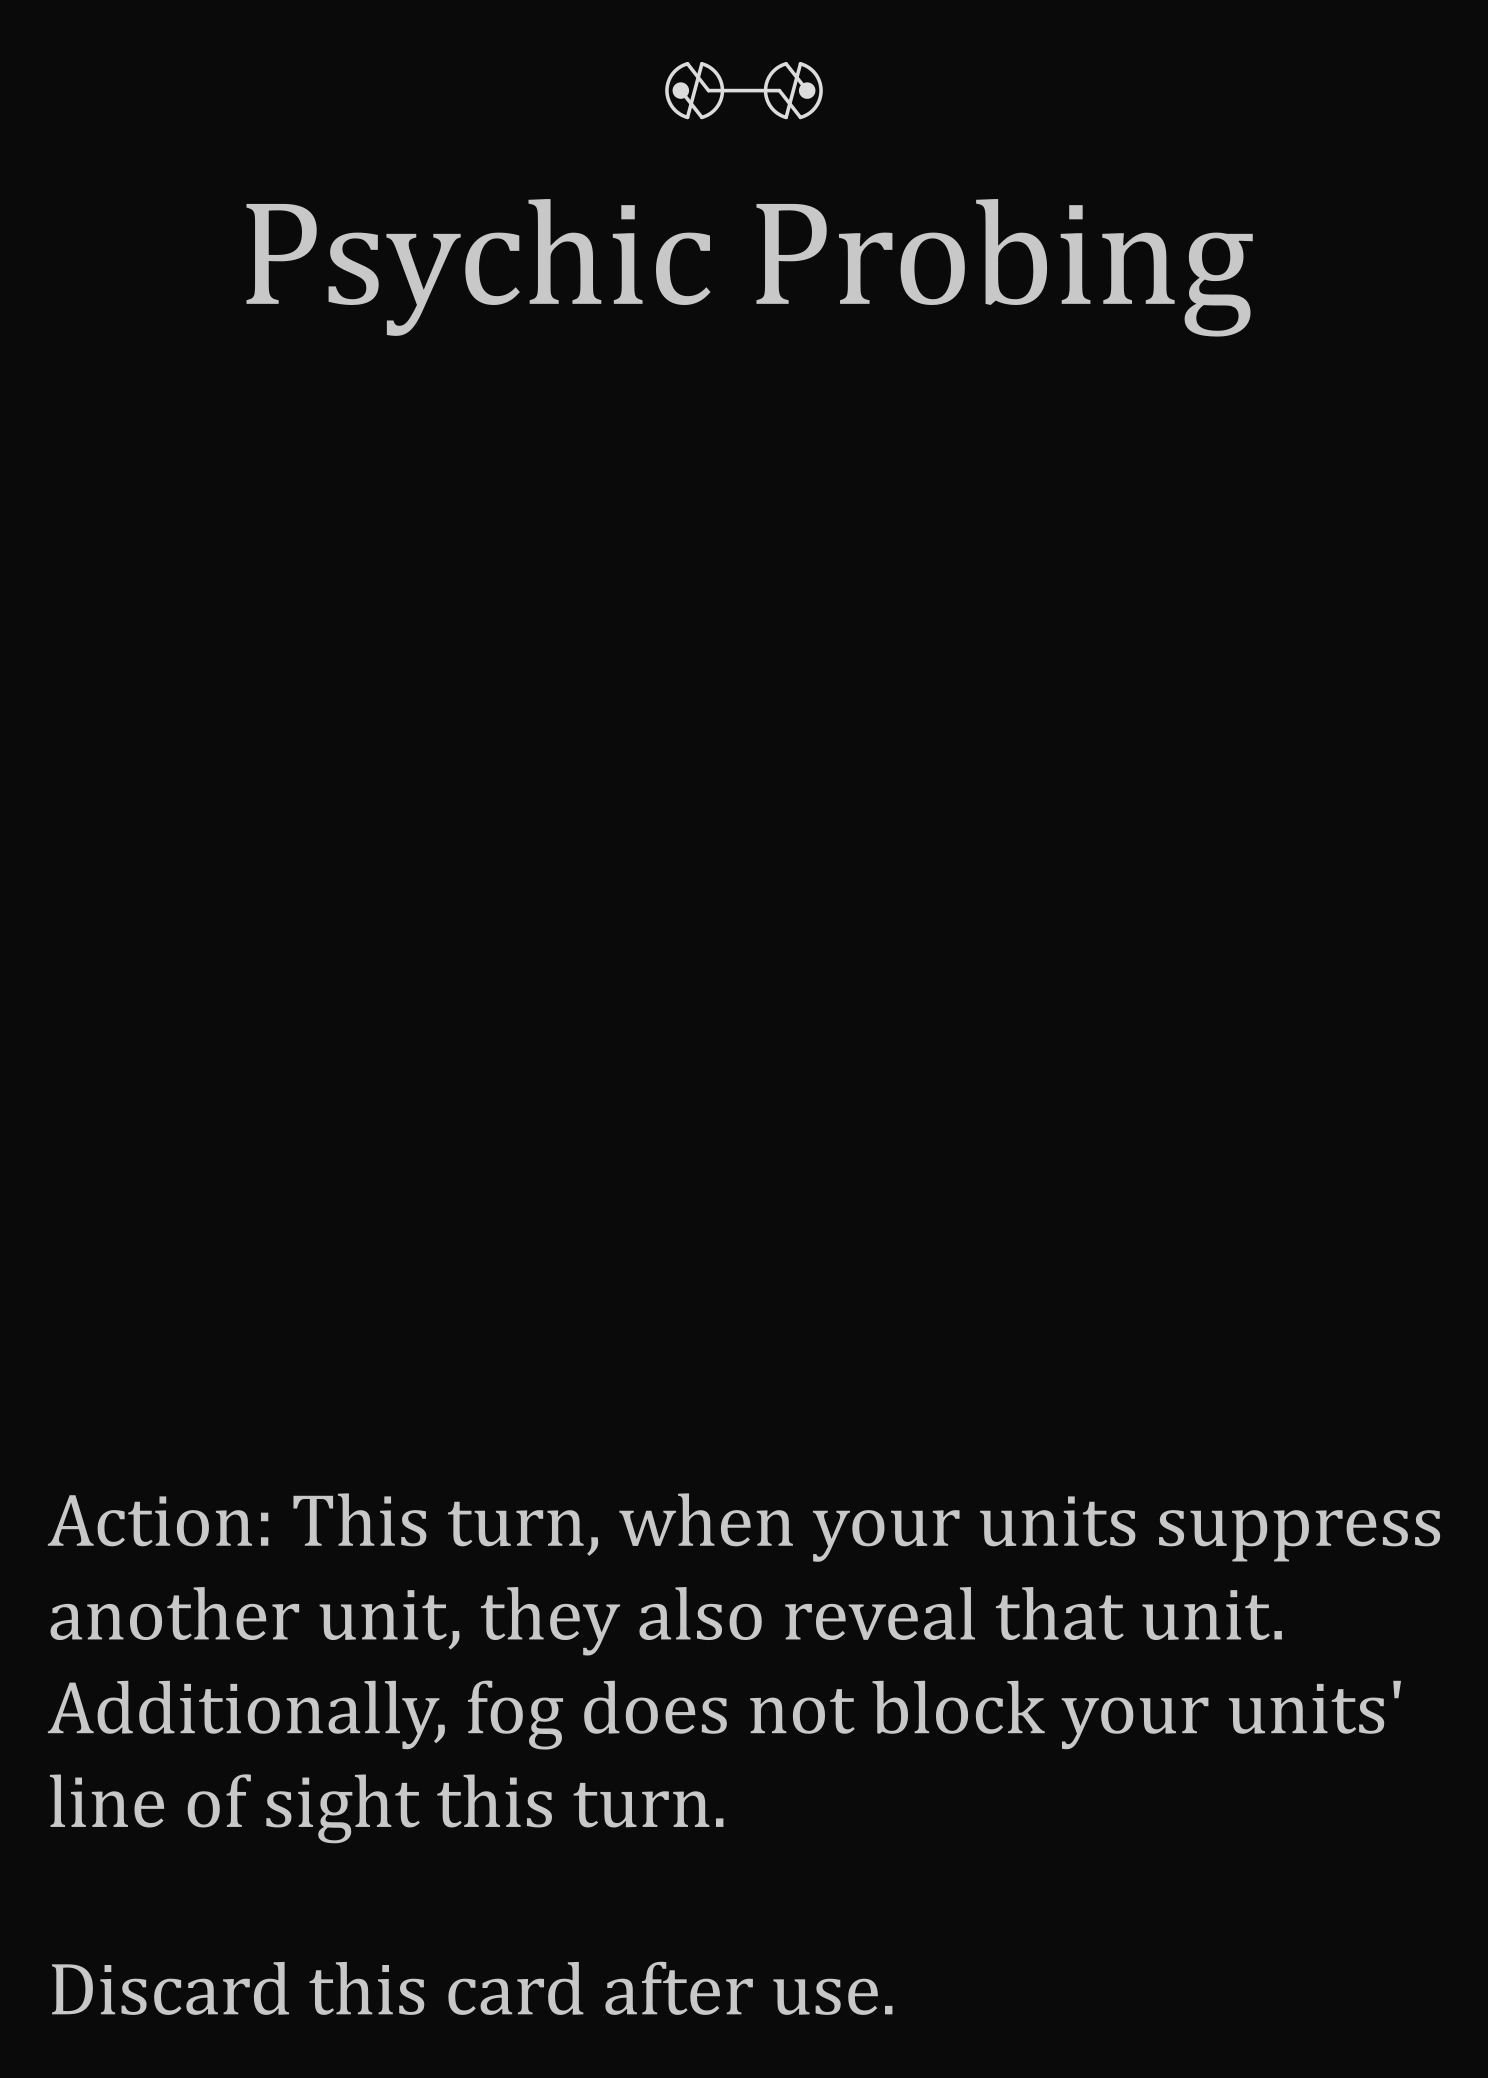 Psychic Probing
Action: This turn, when your units suppress
another unit, they also reveal that unit.
Additionally, fog does not block your units'
line of sight this turn.
Discard this card after use.